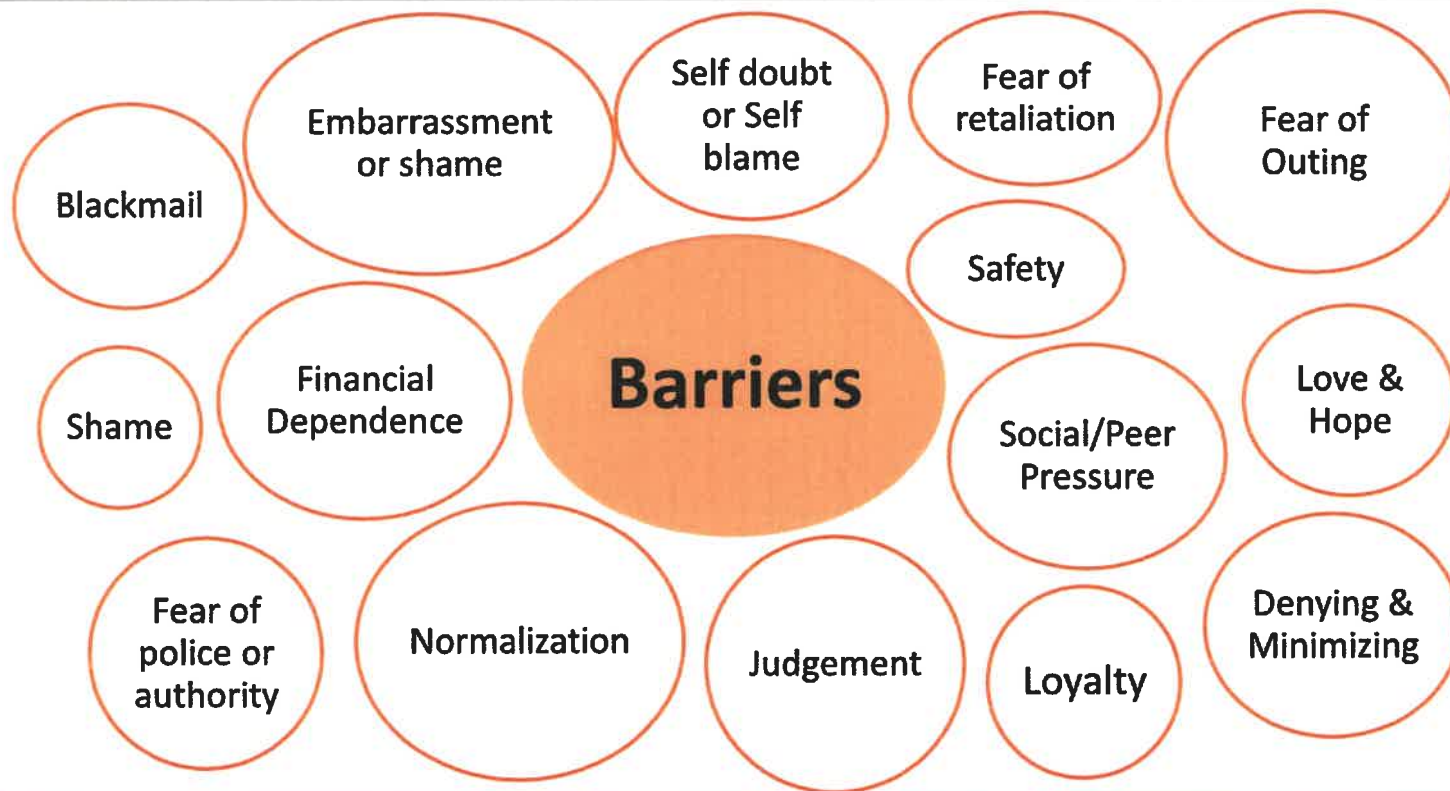 Blackmail
Embarrassment
or shame
Self doubt
or Self
blame
Fear of
retaliation
Fear of
Outing
Safety
Shame
Financial
Dependence
Barriers
Social/Peer
Pressure
Love &
Hope
Fear of
police or
authority
Normalization
Judgement
Loyalty
Denying &
Minimizing